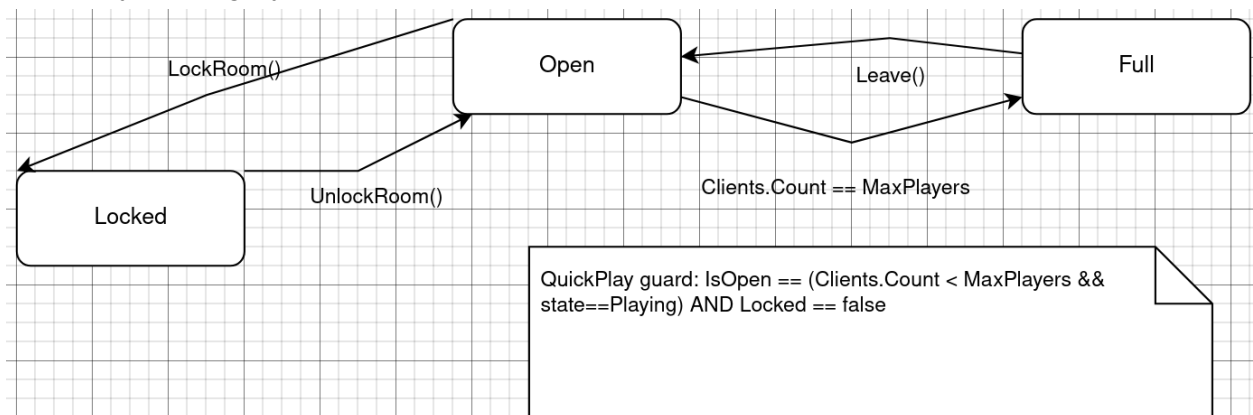 Open
Full
LockRoom()
Leave()
UnlockRoom()
Clients.Count == MaxPlayers
Locked
QuickPlay guard: IsOpen == (Clients.Count < MaxPlayers &&
state==Playing) AND Locked == false